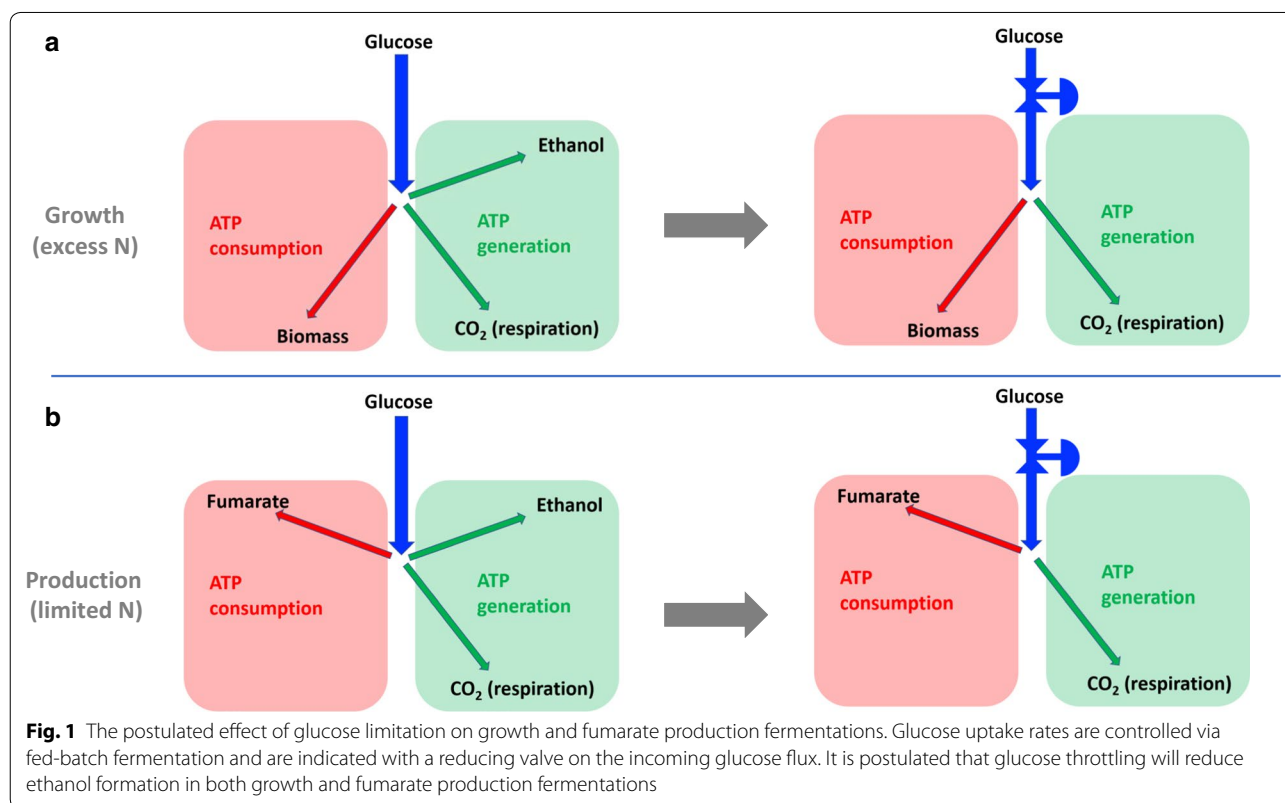 a
Glucose
Glucose
Ethanol
Growth
(excess N)
ATP
consumption
ATP
generation
ATP
consumption
ATP
generation
Biomass
CO₂ (respiration)
Biomass
CO₂ (respiration)
b
Glucose
Glucose
Fumarate
Ethanol
Fumarate
Production
(limited N)
ATP
consumption
ATP
generation
ATP
consumption
ATP
generation
CO₂ (respiration)
CO₂ (respiration)
Fig. 1 The postulated effect of glucose limitation on growth and fumarate production fermentations. Glucose uptake rates are controlled via
fed-batch fermentation and are indicated with a reducing valve on the incoming glucose flux. It is postulated that glucose throttling will reduce
ethanol formation in both growth and fumarate production fermentations